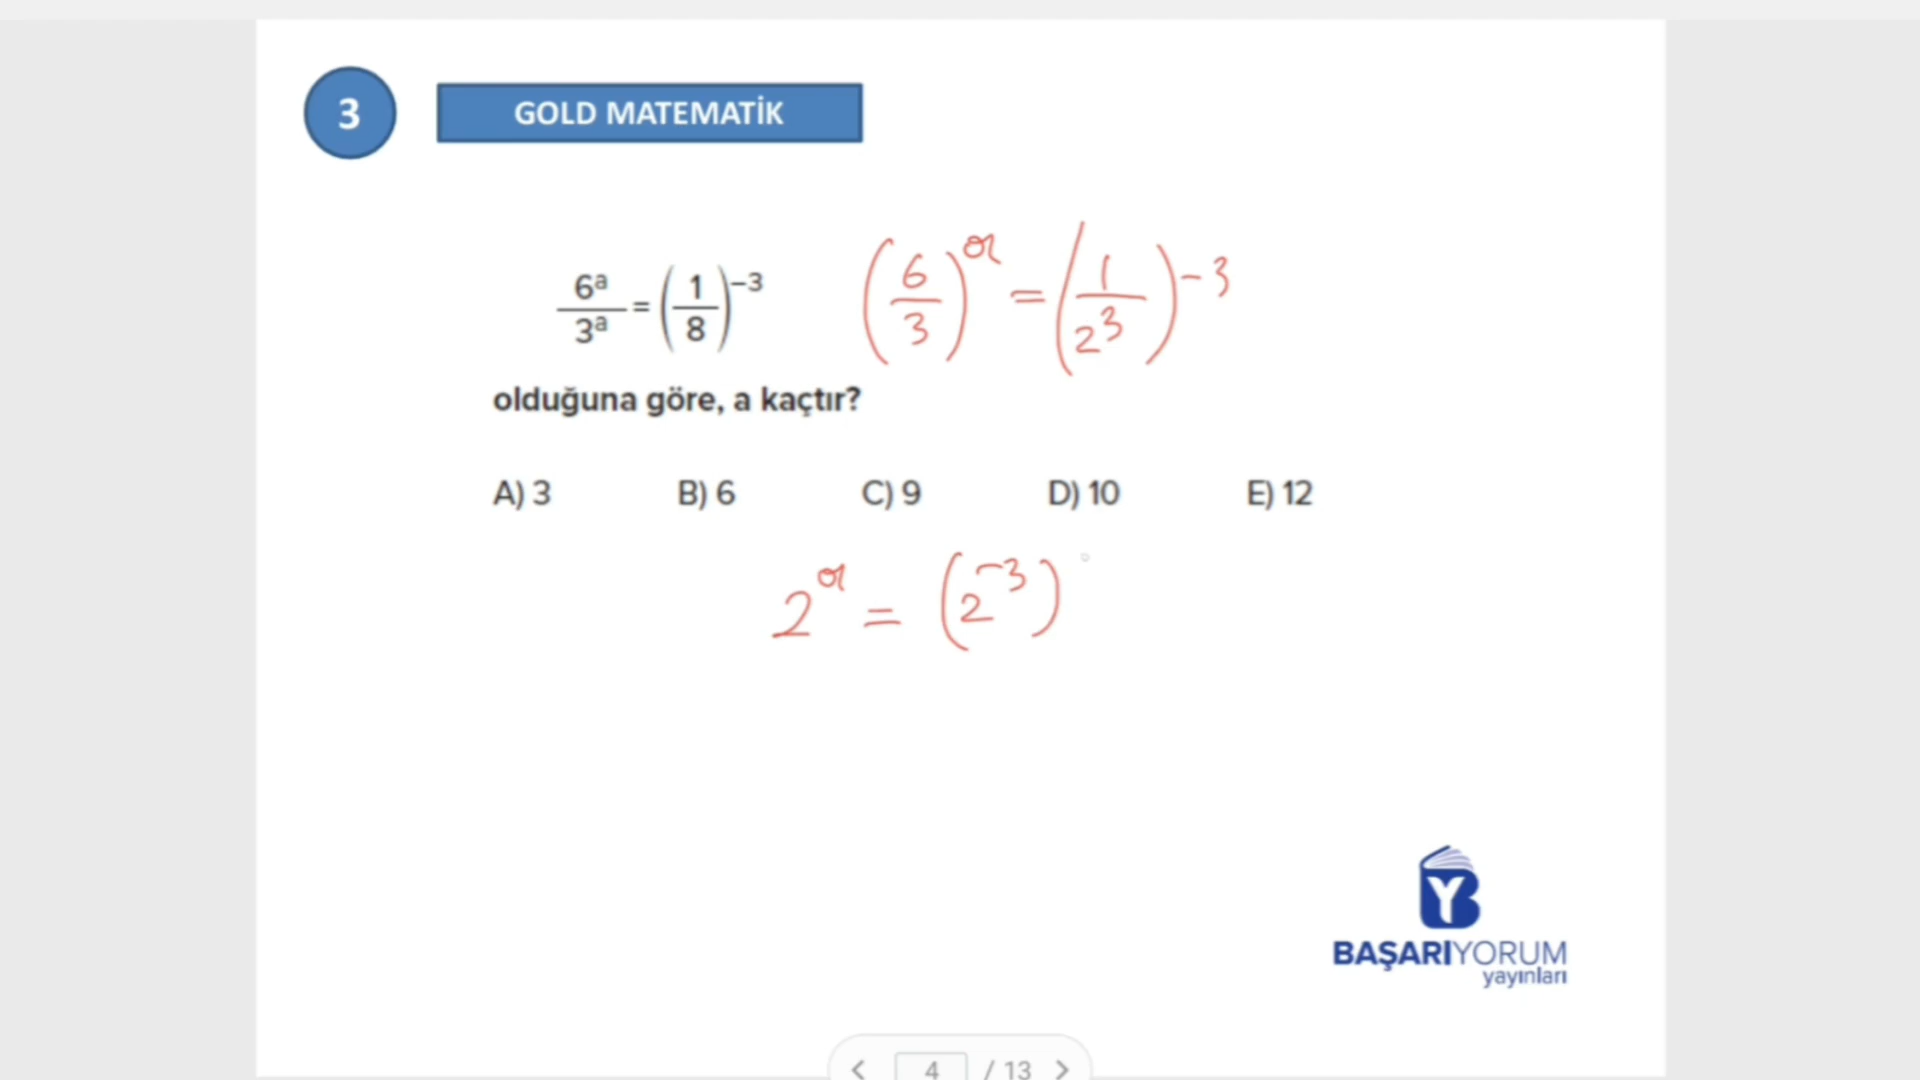 3
GOLD MATEMATİK
6ᵃ/3ᵃ = (1/8)⁻³
(6/3)ᵃ = (1/2³)⁻³
olduğuna göre, a kaçtır?
A) 3 B) 6 C) 9 D) 10 E) 12
2ᵃ = (2⁻³)
BAŞARIYORUM
yayınları
4 / 13